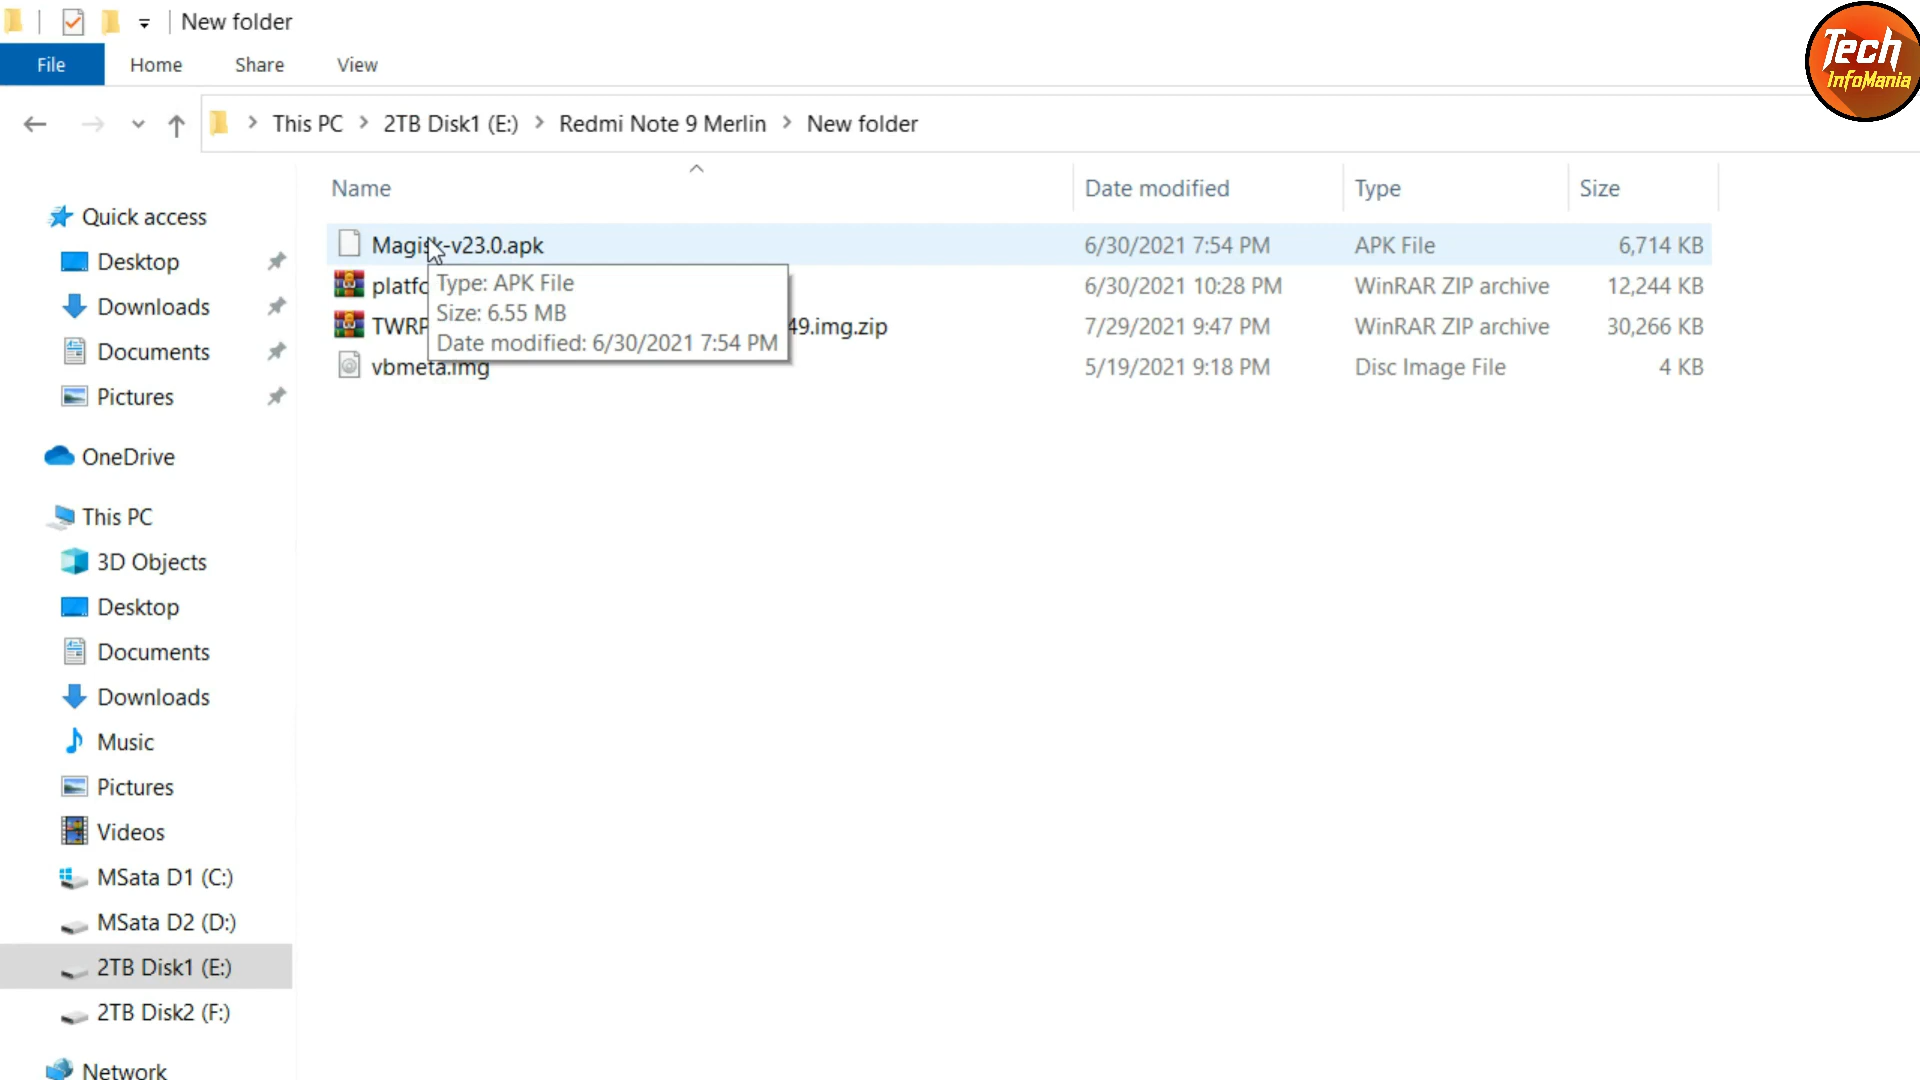 New folder
File Home Share View
This PC 2TB Disk1 (E:) Redmi Note 9 Merlin New folder
Name Date modified Type Size
Magisk-v23.0.apk 6/30/2021 7:54 PM APK File 6,714 KB
platfo 6/30/2021 10:28 PM WinRAR ZIP archive 12,244 KB
TWRP 49.img.zip 7/29/2021 9:47 PM WinRAR ZIP archive 30,266 KB
vbmeta.img 5/19/2021 9:18 PM Disc Image File 4 KB
Type: APK File
Size: 6.55 MB
Date modified: 6/30/2021 7:54 PM
Quick access
Desktop
Downloads
Documents
Pictures
OneDrive
This PC
3D Objects
Desktop
Documents
Downloads
Music
Pictures
Videos
MSata D1 (C:)
MSata D2 (D:)
2TB Disk1 (E:)
2TB Disk2 (F:)
Network
Tech
InfoMania